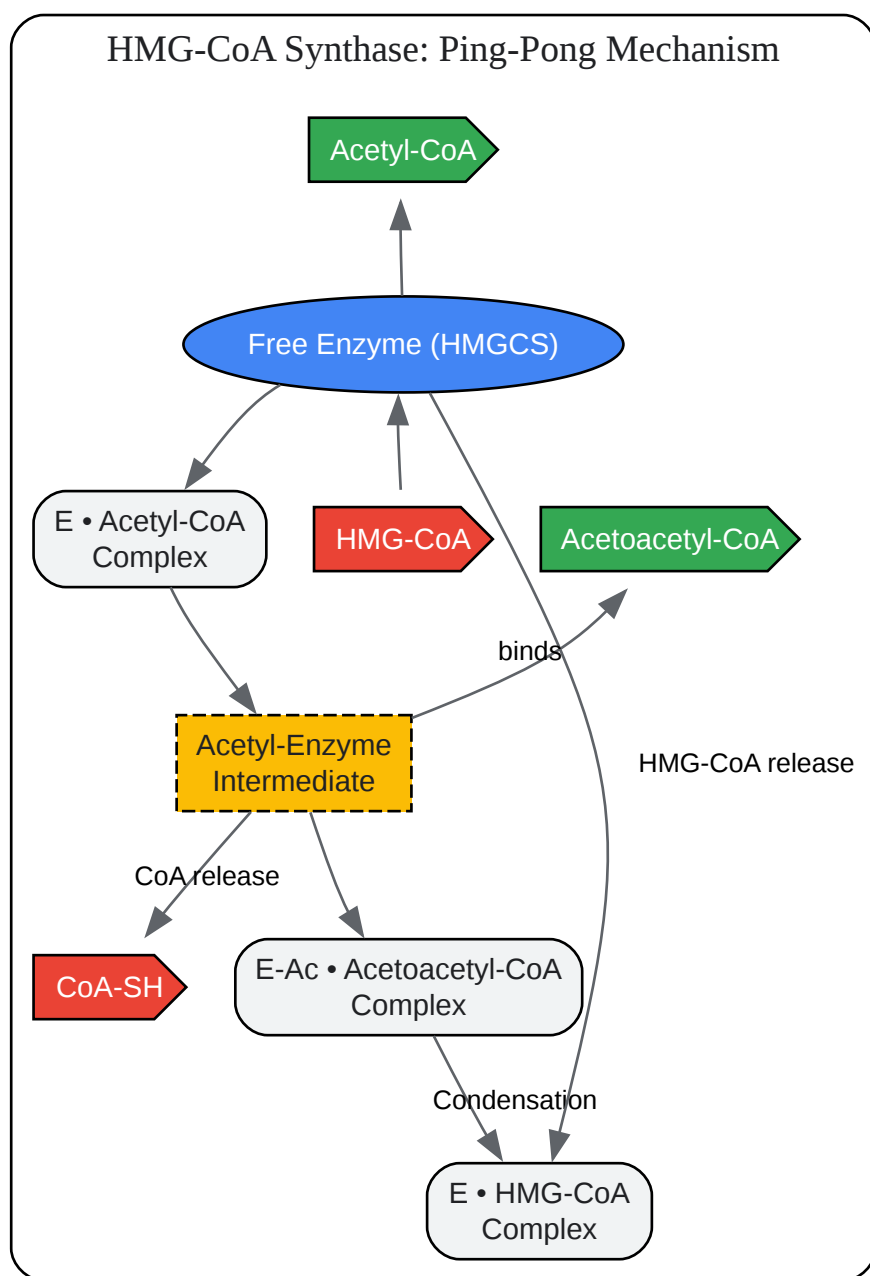 HMG-CoA Synthase: Ping-Pong Mechanism
Acetyl-CoA
Free Enzyme (HMGCS)
E • Acetyl-CoA
Complex
HMG-CoA
Acetoacetyl-CoA
binds
Acetyl-Enzyme
Intermediate
HMG-CoA release
CoA release
CoA-SH
E-Ac • Acetoacetyl-CoA
Complex
Condensation
E • HMG-CoA
Complex